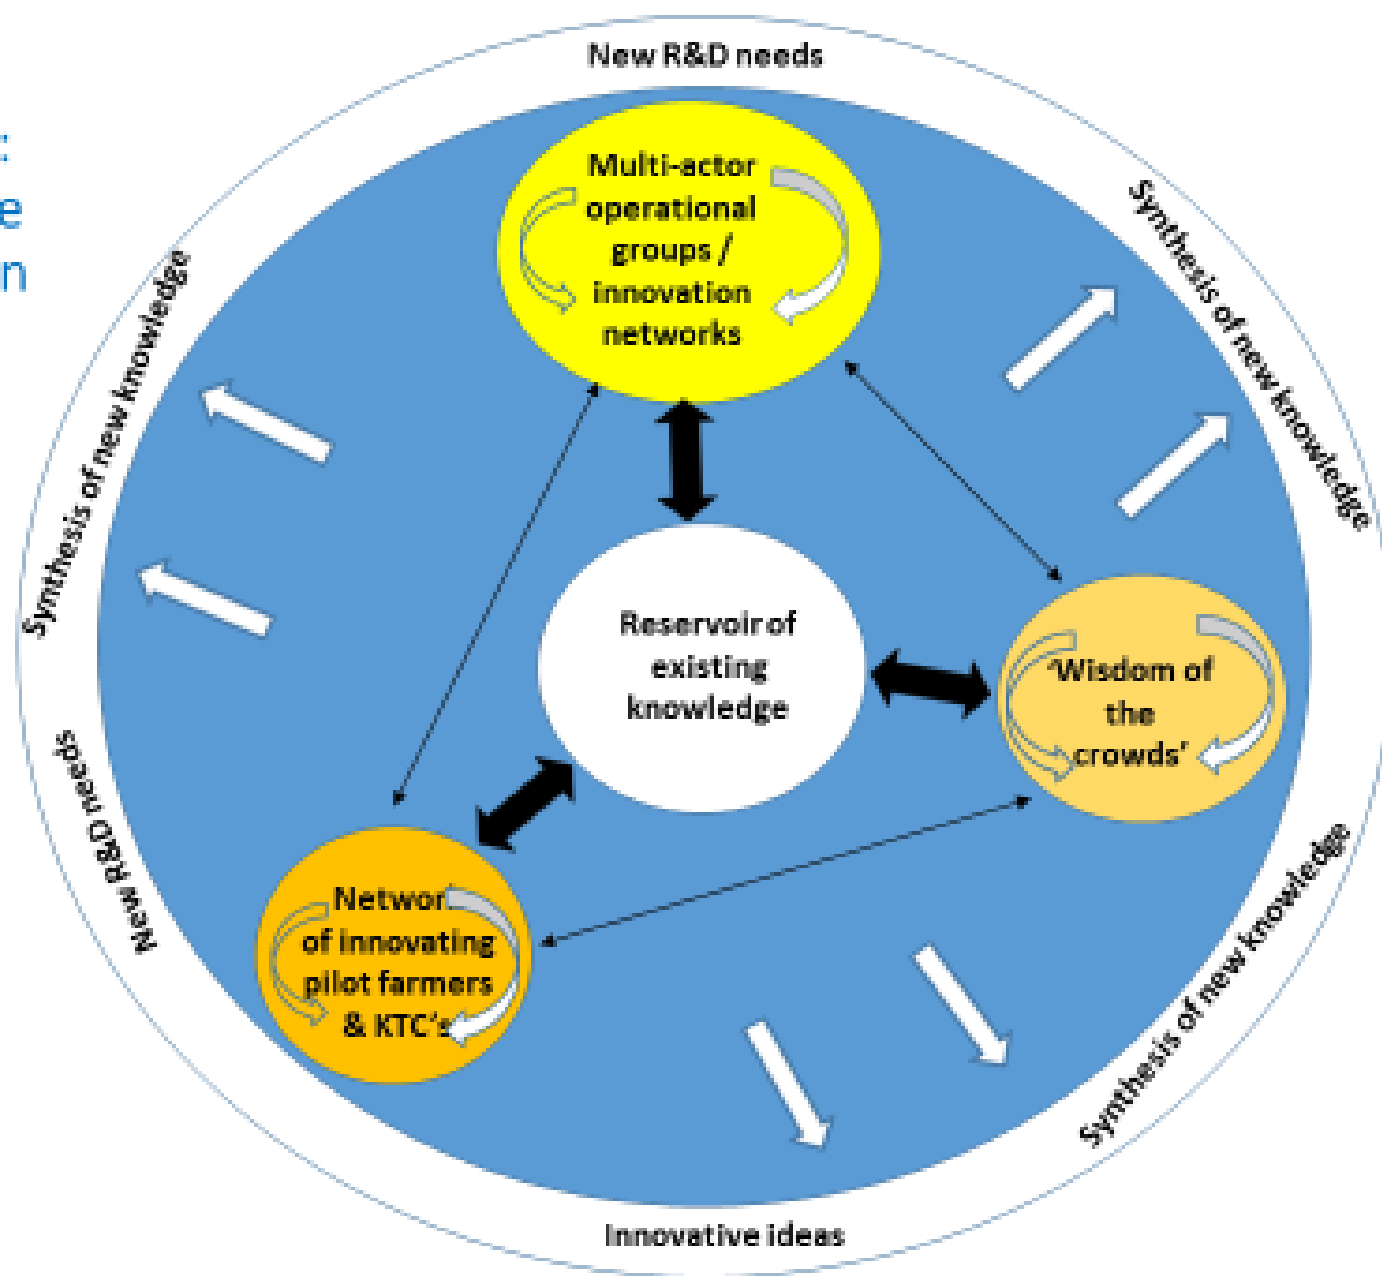 New R&D needs
:
e
n
Multi-actor
operational
groups /
innovation
networks
Synthesis of new knowledge
Synthesis of new knowledge
Reservoir of
existing
knowledge
'Wisdom of
the
crowds'
New R&D needs
Networ
of innovating
pilot farmers
& KTC's
Synthesis of new knowledge
Innovative ideas